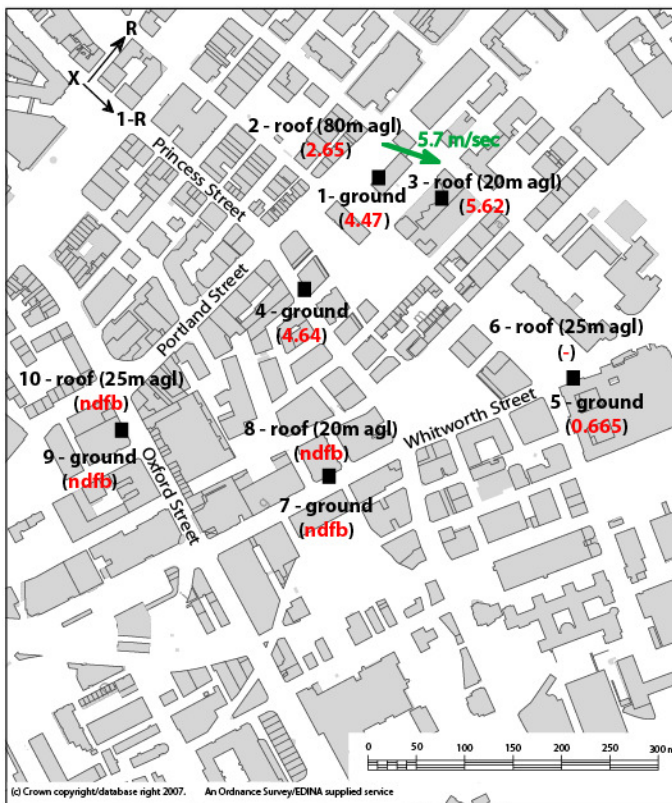 R
X
1-R
Princess Street
2 - roof (80m agl)
(2.65)
5.7 m/sec
1- ground
(4.47)
3 - roof (20m agl)
(5.62)
Portland Street
4 - ground
(4.64)
6 - roof (25m agl)
(-)
10 - roof (25m agl)
(ndfb)
8 - roof (20m agl)
(ndfb)
Whitworth Street
5 - ground
(0.665)
9 - ground
(ndfb)
Oxford Street
7 - ground
(ndfb)
0 50 100 150 200 250 300 m
(c) Crown copyright/database right 2007. An Ordnance Survey/EDINA supplied service